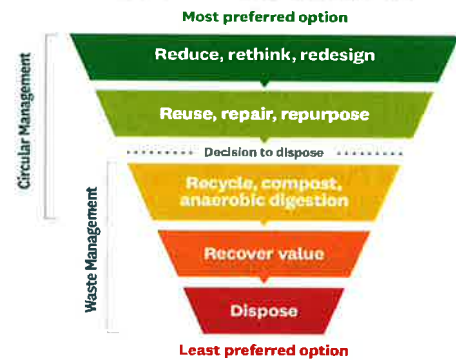 Most preferred option
Reduce, rethink, redesign
Reuse, repair, repurpose
Decision to dispose
Recycle, compost,
anaerobic digestion
Recover value
Dispose
Least preferred option
Circular Management
Waste Management